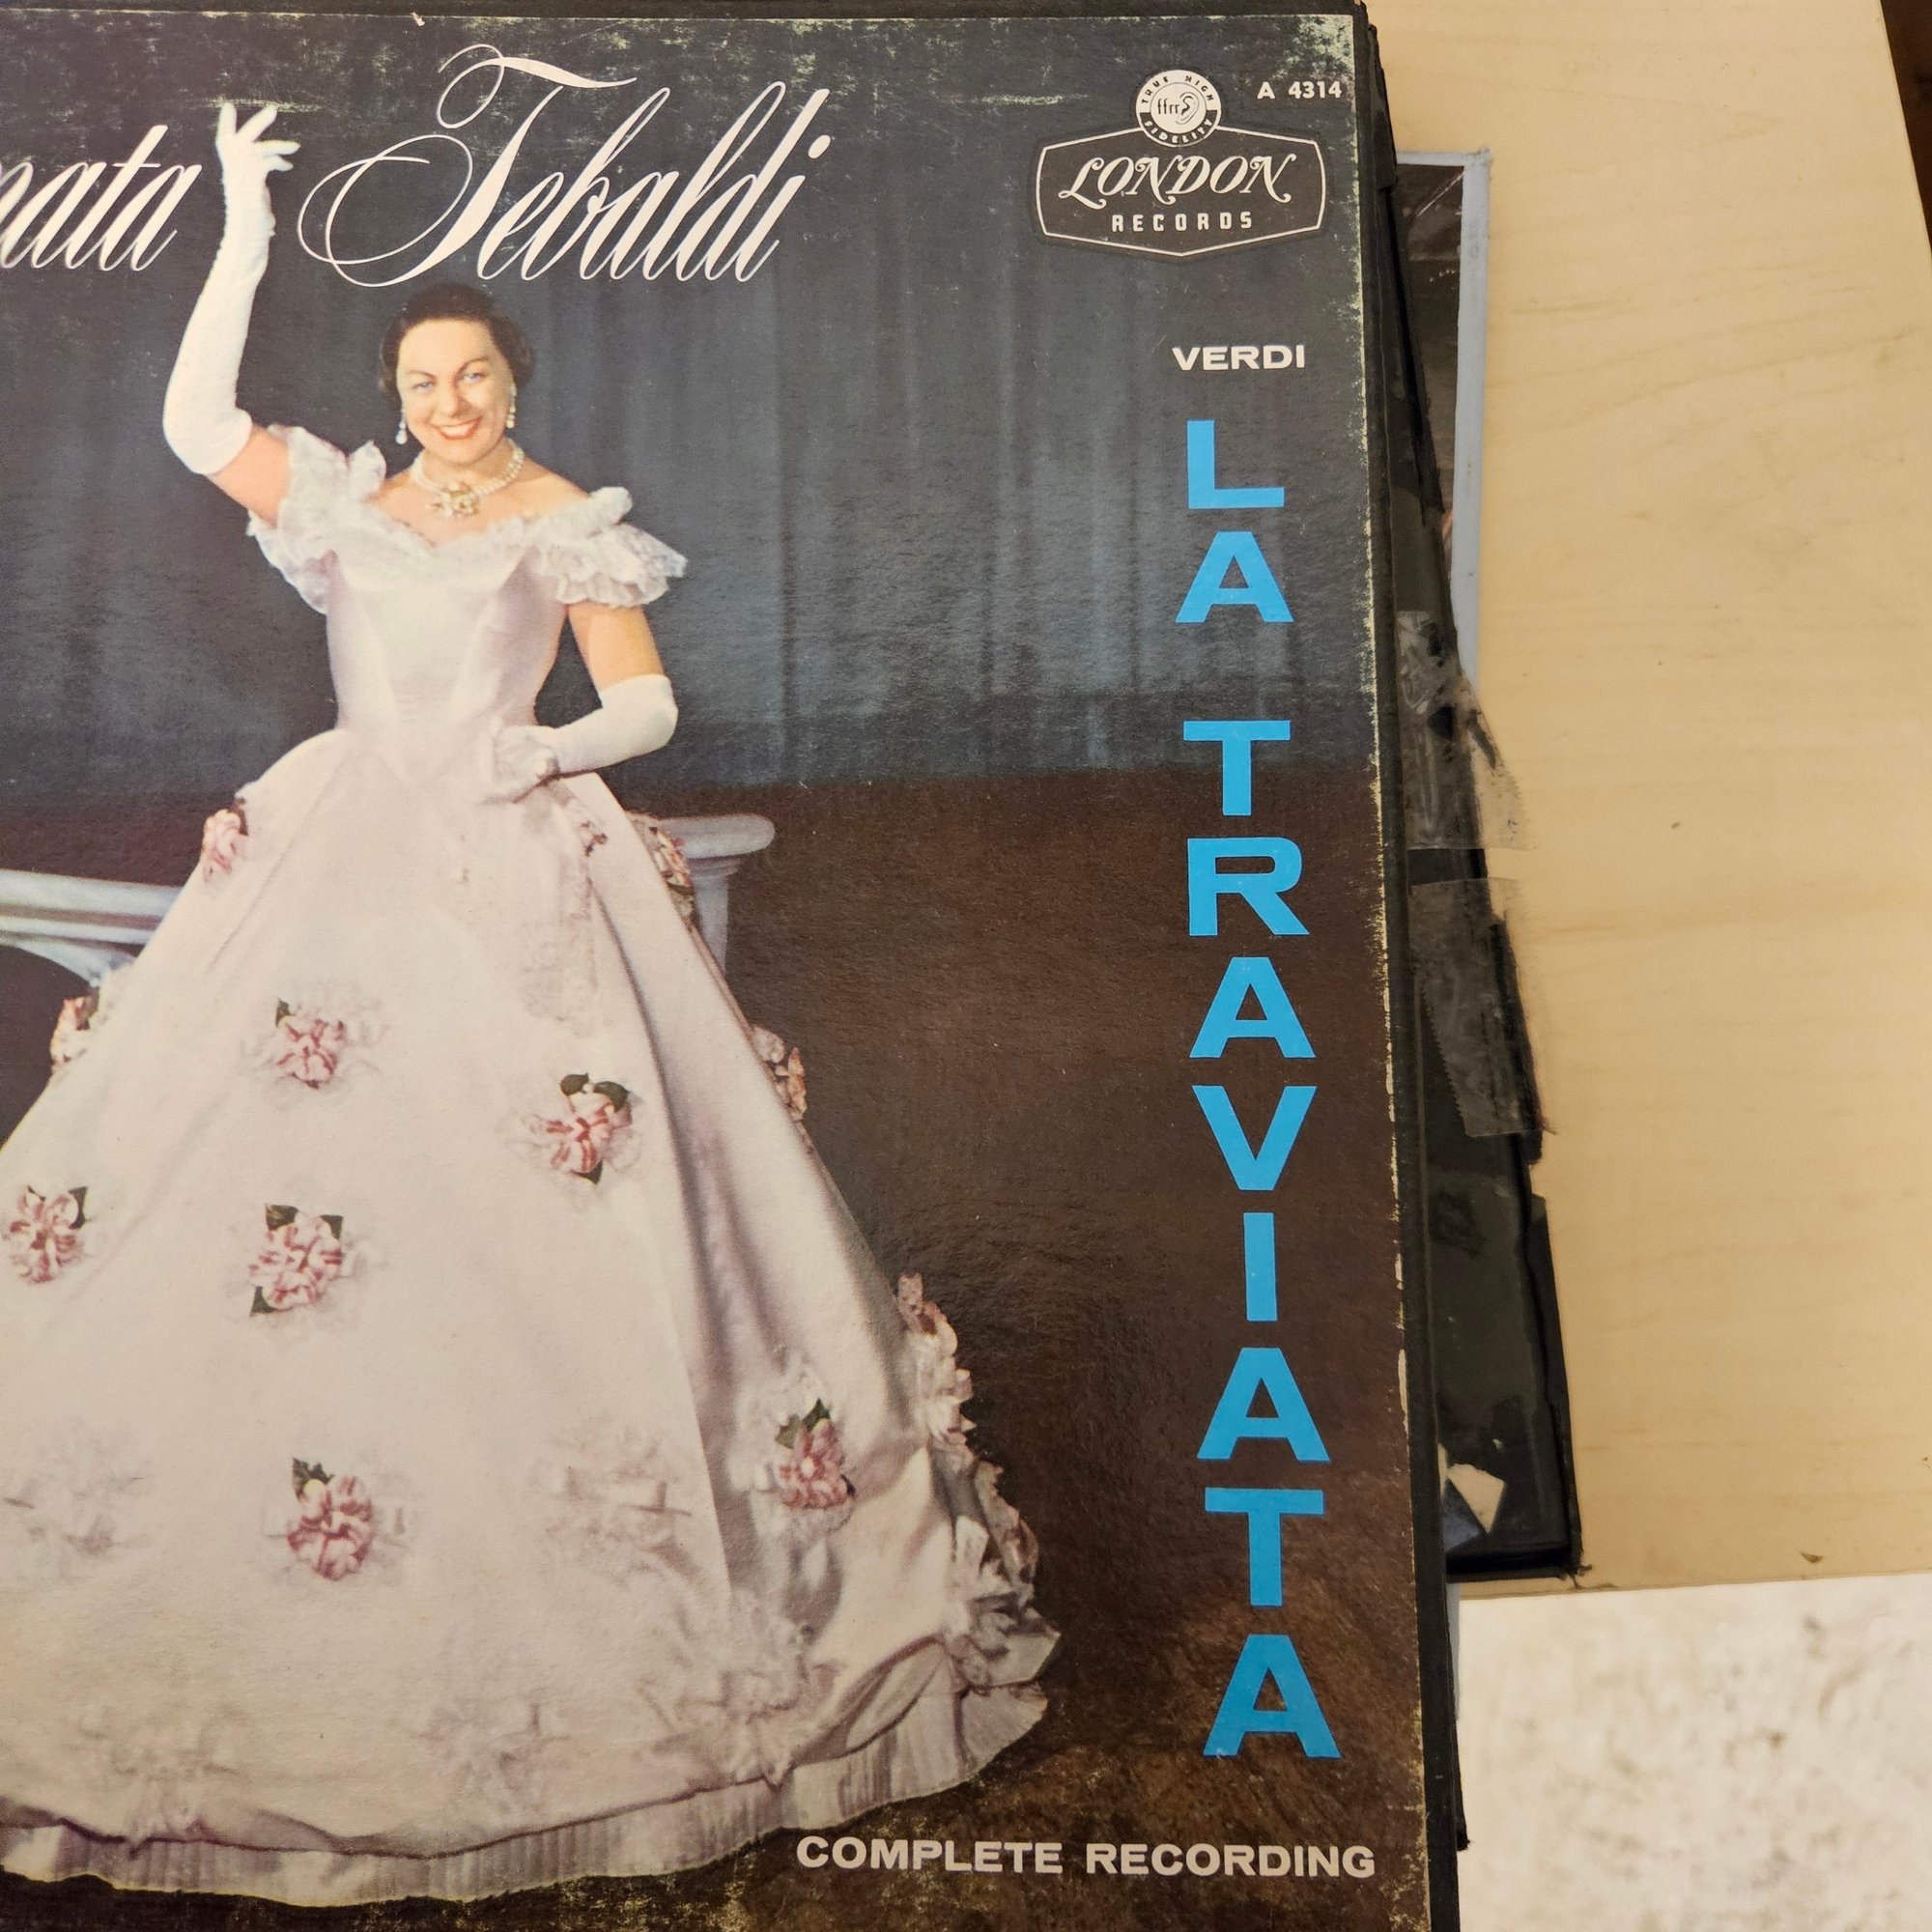 nata Tebaldi
A 4314
TRUE HIGH
ffrr
FIDELITY
LONDON
RECORDS
VERDI
LA TRAVIATA
COMPLETE RECORDING